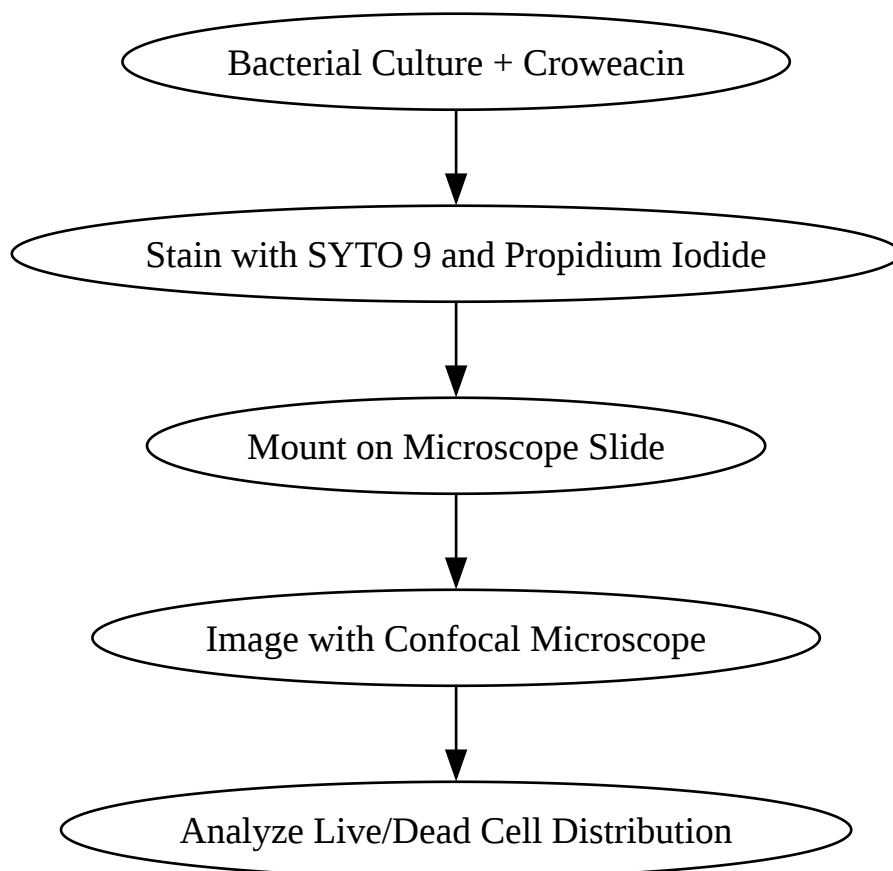 Bacterial Culture + Croweacin
Stain with SYTO 9 and Propidium Iodide
Mount on Microscope Slide
Image with Confocal Microscope
Analyze Live/Dead Cell Distribution